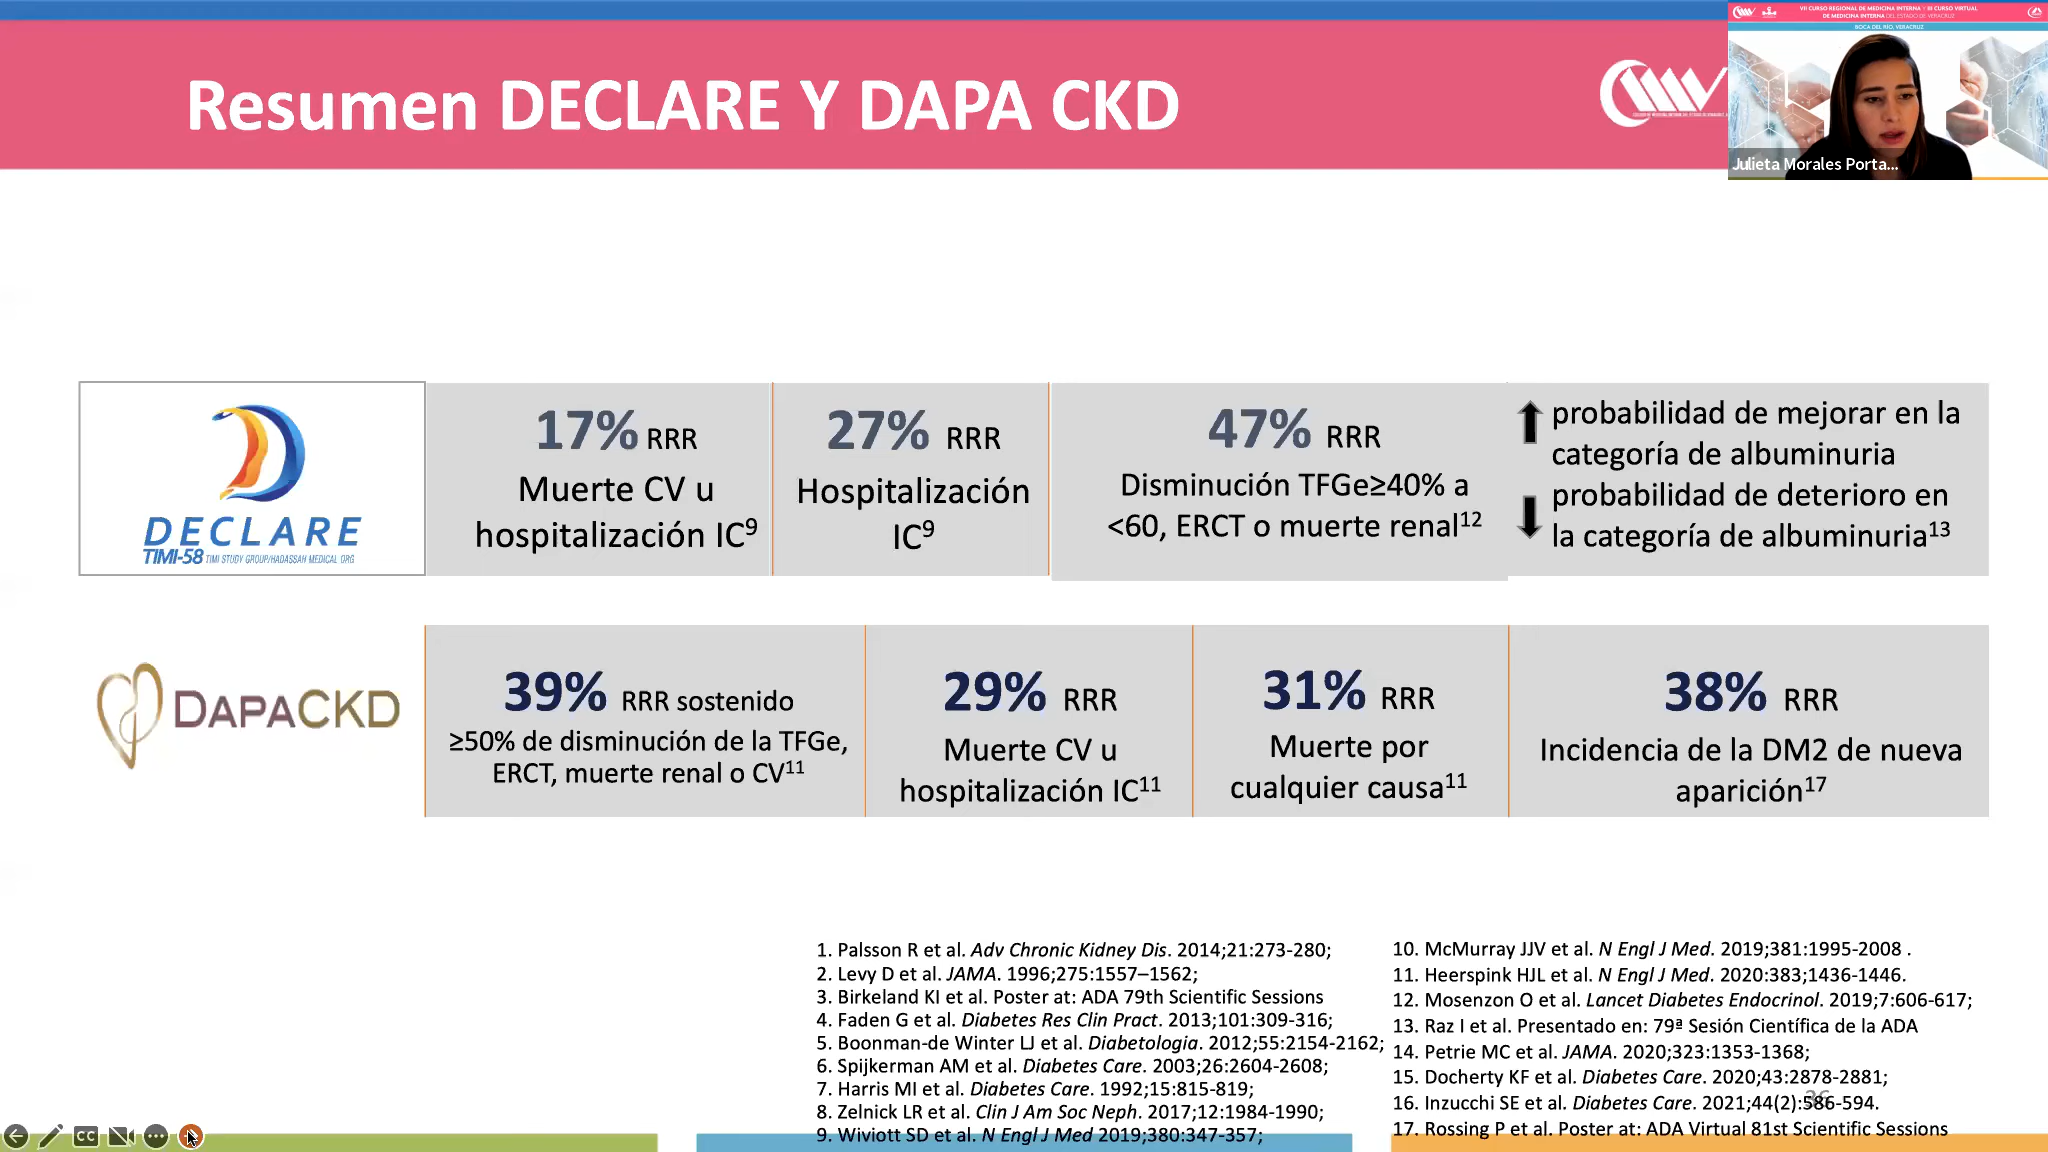 Resumen DECLARE Y DAPA CKD
VII CURSO REGIONAL DE MEDICINA INTERNA Y III CURSO VIRTUAL
DE MEDICINA INTERNA DEL ESTADO DE VERACRUZ
BOCA DEL RÍO, VERACRUZ
Julieta Morales Porta...
DECLARE
TIMI-58 TIMI STUDY GROUP/HADASSAH MEDICAL ORG
17% RRR
Muerte CV u
hospitalización IC9
27% RRR
Hospitalización
IC9
47% RRR
Disminución TFGe≥40% a
<60, ERCT o muerte renal12
probabilidad de mejorar en la
categoría de albuminuria
probabilidad de deterioro en
la categoría de albuminuria13
DAPACKD
39% RRR sostenido
≥50% de disminución de la TFGe,
ERCT, muerte renal o CV11
29% RRR
Muerte CV u
hospitalización IC11
31% RRR
Muerte por
cualquier causa11
38% RRR
Incidencia de la DM2 de nueva
aparición17
1. Palsson R et al. Adv Chronic Kidney Dis. 2014;21:273-280;
2. Levy D et al. JAMA. 1996;275:1557–1562;
3. Birkeland KI et al. Poster at: ADA 79th Scientific Sessions
4. Faden G et al. Diabetes Res Clin Pract. 2013;101:309-316;
5. Boonman-de Winter LJ et al. Diabetologia. 2012;55:2154-2162;
6. Spijkerman AM et al. Diabetes Care. 2003;26:2604-2608;
7. Harris MI et al. Diabetes Care. 1992;15:815-819;
8. Zelnick LR et al. Clin J Am Soc Neph. 2017;12:1984-1990;
9. Wiviott SD et al. N Engl J Med 2019;380:347-357;
10. McMurray JJV et al. N Engl J Med. 2019;381:1995-2008 .
11. Heerspink HJL et al. N Engl J Med. 2020:383;1436-1446.
12. Mosenzon O et al. Lancet Diabetes Endocrinol. 2019;7:606-617;
13. Raz I et al. Presentado en: 79ª Sesión Científica de la ADA
14. Petrie MC et al. JAMA. 2020;323:1353-1368;
15. Docherty KF et al. Diabetes Care. 2020;43:2878-2881;
16. Inzucchi SE et al. Diabetes Care. 2021;44(2):586-594.
17. Rossing P et al. Poster at: ADA Virtual 81st Scientific Sessions
36
CC